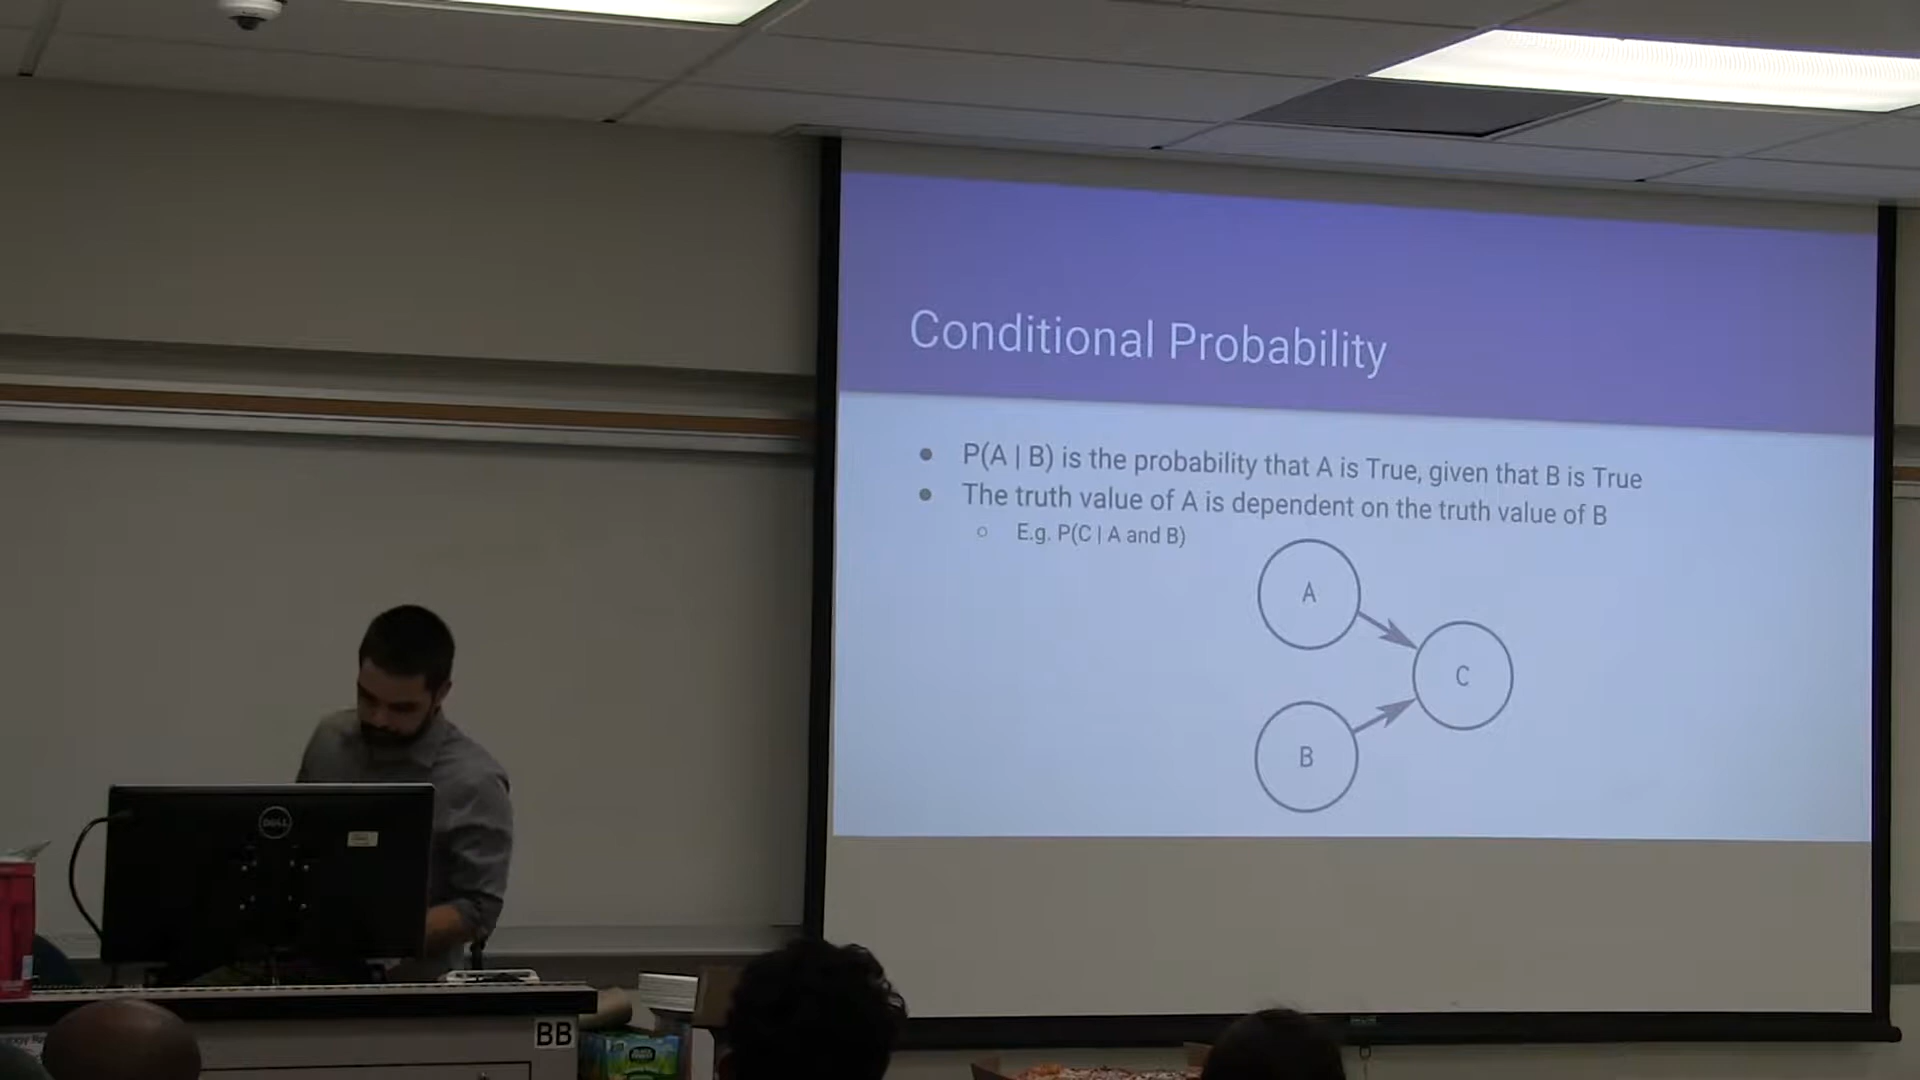 Conditional Probability
P(A | B) is the probability that A is True, given that B is True
The truth value of A is dependent on the truth value of B
E.g. P(C | A and B)
A
C
B
DELL
BB